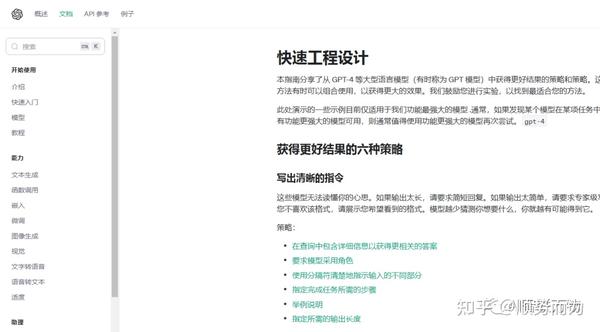 概述 文档 API 参考 例子
搜索 K
开始使用
介绍
快速入门
模型
教程
能力
文本生成
函数调用
嵌入
微调
图像生成
视觉
文字转语音
语音转文本
适度
助理
快速工程设计
本指南分享了从 GPT-4 等大型语言模型（有时称为 GPT 模型）中获得更好结果的策略和策略。
方法有时可以组合使用，以获得更大的效果。我们鼓励您进行实验，以找到最适合您的方法。
此处演示的一些示例目前仅适用于我们功能最强大的模型 .通常，如果发现某个模型在某项任务中
有功能更强大的模型可用，则通常值得使用功能更强大的模型再次尝试。 gpt-4
获得更好结果的六种策略
写出清晰的指令
这些模型无法读懂你的心思。如果输出太长，请要求简短回复。如果输出太简单，请要求专家级
您不喜欢该格式，请展示您希望看到的格式。模型越少猜测你想要什么，你就越有可能得到它。
策略：
在查询中包含详细信息以获得更相关的答案
要求模型采用角色
使用分隔符清楚地指示输入的不同部分
指定完成任务所需的步骤
举例说明
指定所需的输出长度
知乎